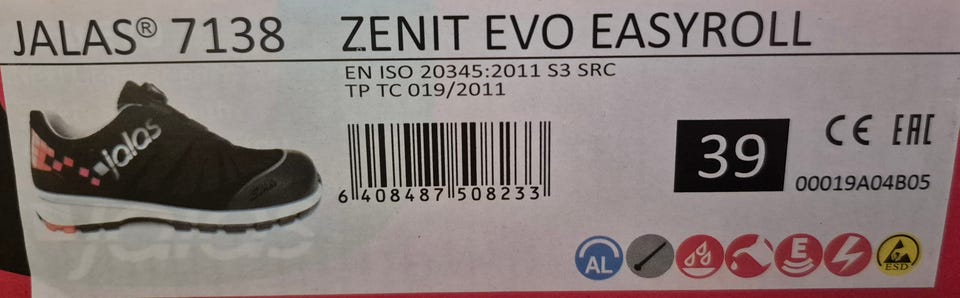 JALAS® 7138 ZENIT EVO EASYROLL
EN ISO 20345:2011 S3 SRC
TP TC 019/2011
jalas
jalas
39
CE EAC
00019A04B05
6 408487 508233
AL
E
ESD